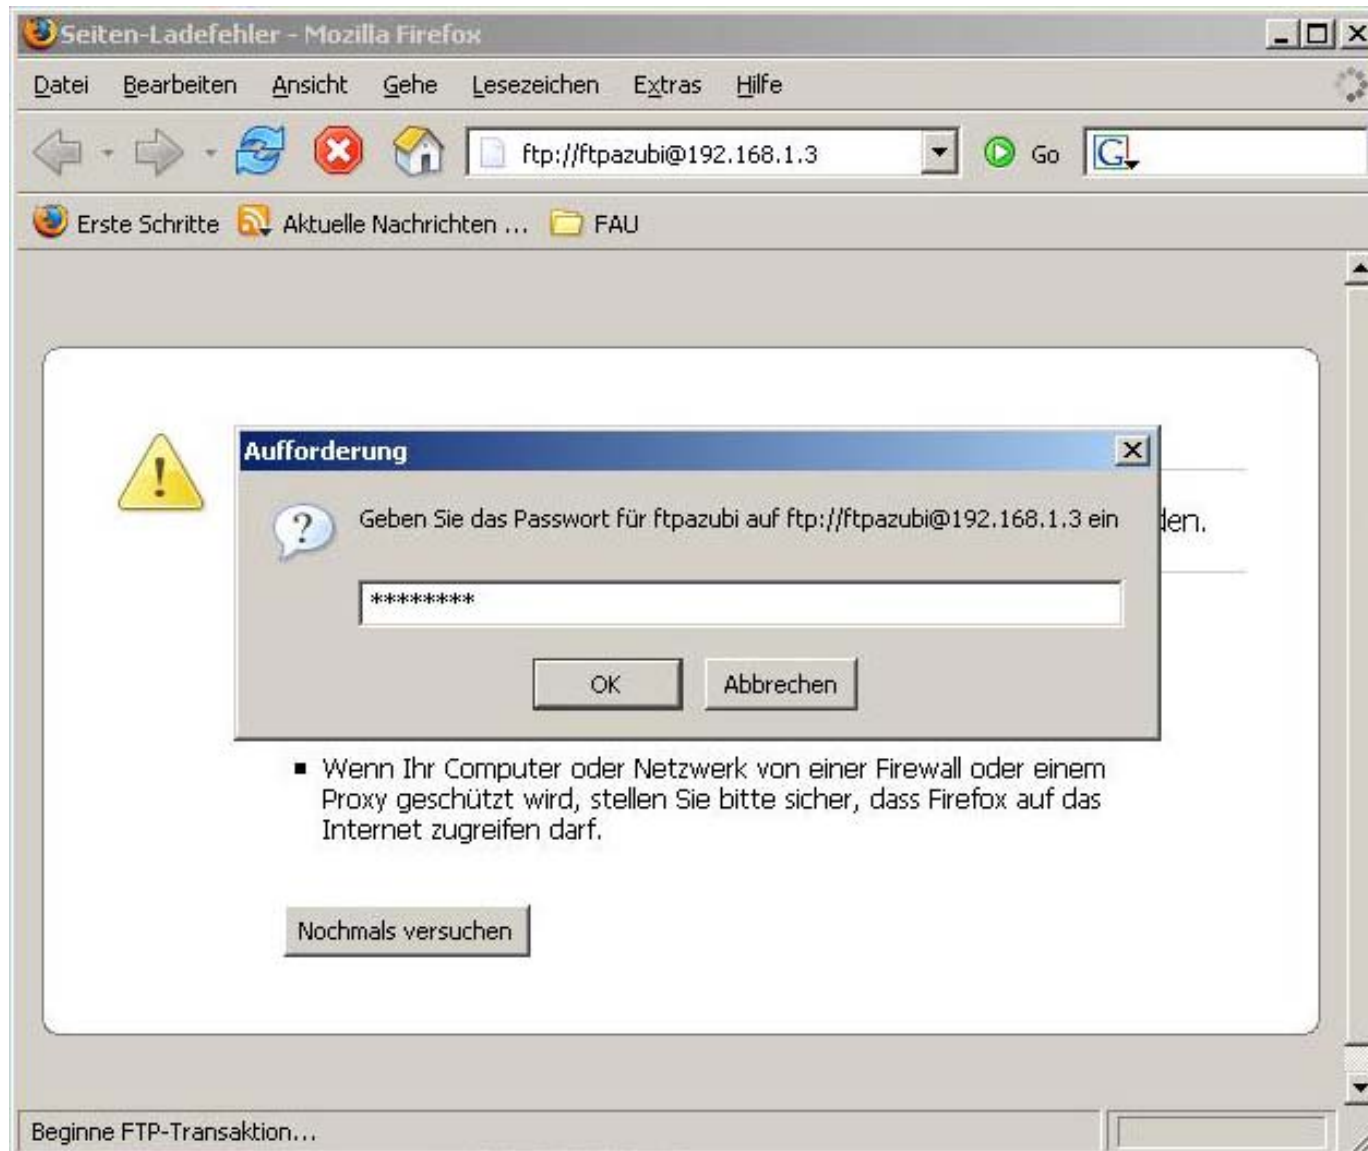 Seiten-Ladefehler - Mozilla Firefox
Datei Bearbeiten Ansicht Gehe Lesezeichen Extras Hilfe
ftp://ftpazubi@192.168.1.3 Go G
Erste Schritte Aktuelle Nachrichten ... FAU
Aufforderung
Geben Sie das Passwort für ftpazubi auf ftp://ftpazubi@192.168.1.3 ein
********
OK Abbrechen
Wenn Ihr Computer oder Netzwerk von einer Firewall oder einem
Proxy geschützt wird, stellen Sie bitte sicher, dass Firefox auf das
Internet zugreifen darf.
Nochmals versuchen
Beginne FTP-Transaktion...